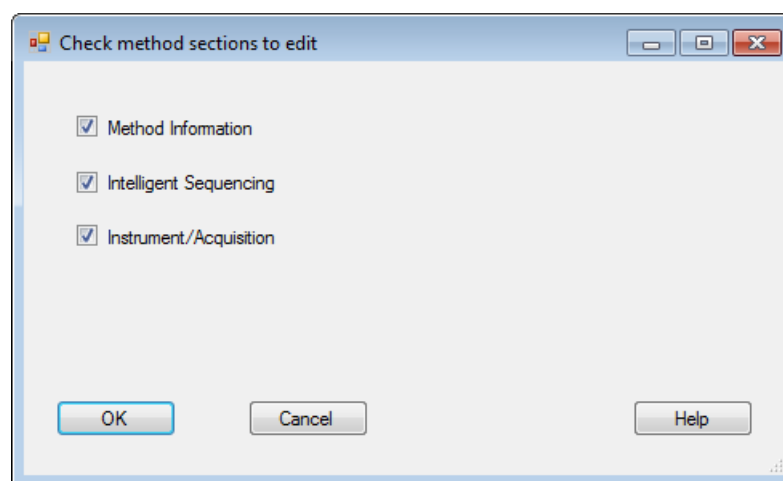 Check method sections to edit
Method Information
Intelligent Sequencing
Instrument/Acquisition
OK Cancel Help